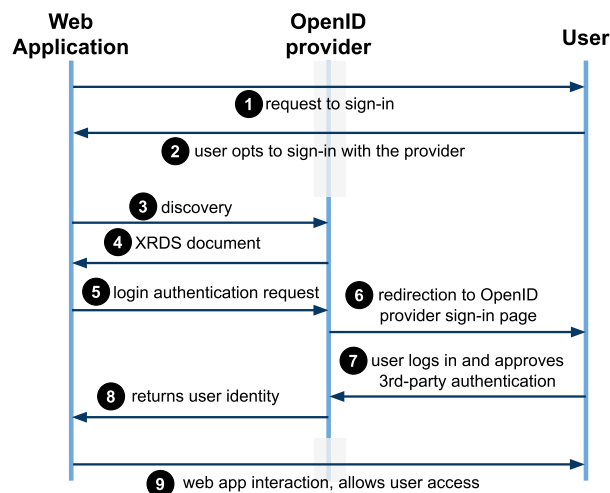 Web
Application
OpenID
provider
User
1 request to sign-in
2 user opts to sign-in with the provider
3 discovery
4 XRDS document
5 login authentication request
6 redirection to OpenID
provider sign-in page
7 user logs in and approves
3rd-party authentication
8 returns user identity
9 web app interaction, allows user access